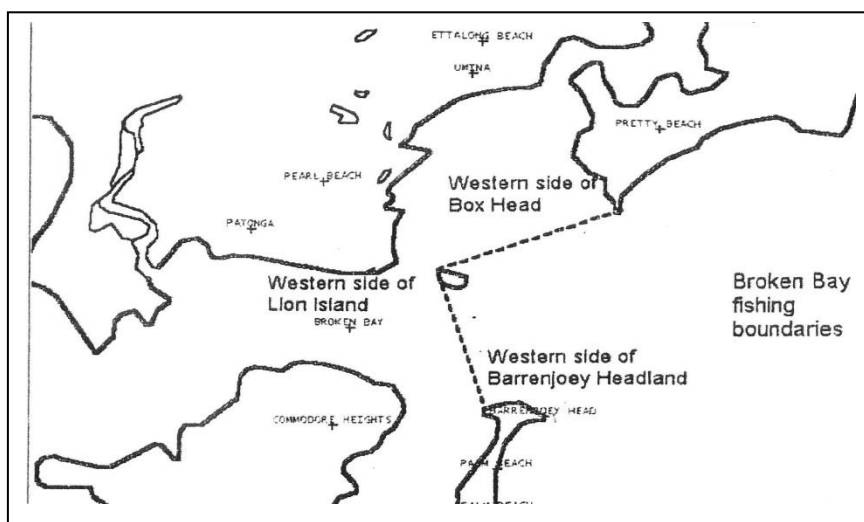 ETTALONG BEACH
UMINA
PRETTY BEACH
PEARL BEACH
Western side of
Box Head
PATONGA
Western side of
Lion Island
BROKEN BAY
Broken Bay
fishing
boundaries
Western side of
Barrenjoey Headland
BARRENJOEY HEAD
COMMODORE HEIGHTS
PALM BEACH